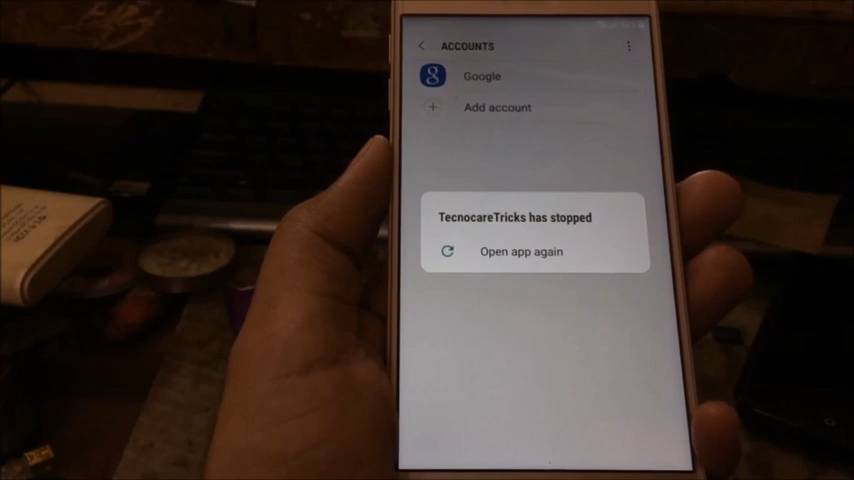 ACCOUNTS
Google
Add account
TecnocareTricks has stopped
Open app again